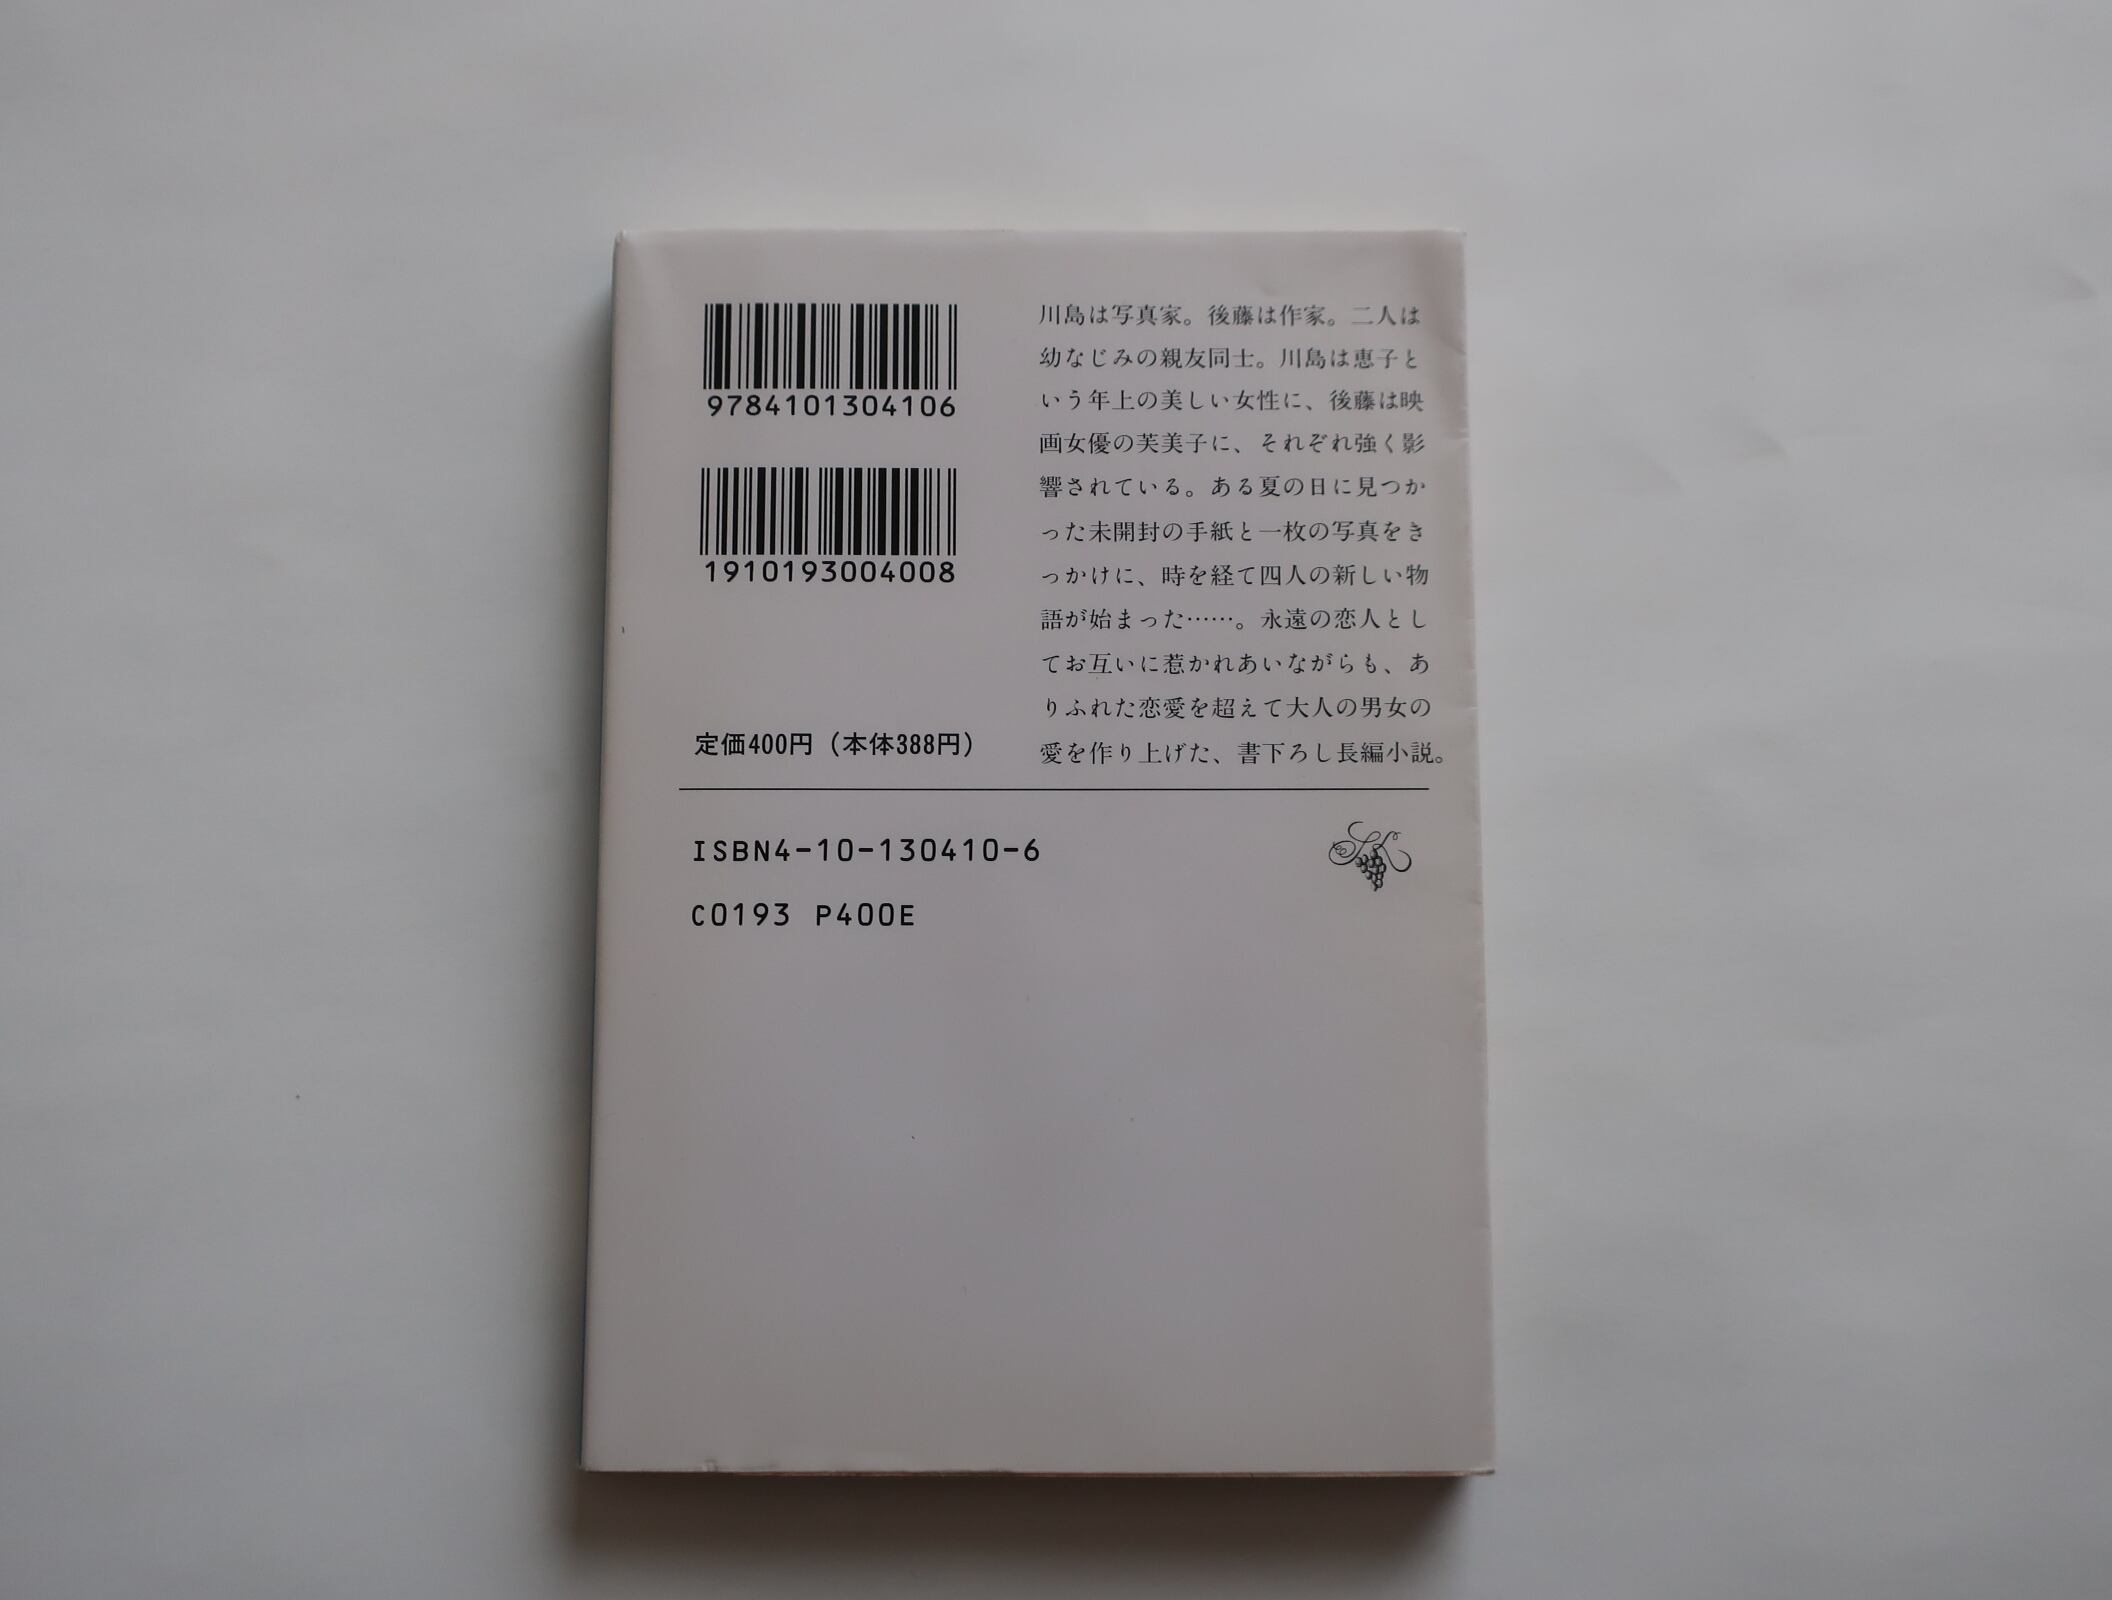 9784101304106
1910193004008
定価400円（本体388円）
川島は写真家。後藤は作家。二人は
幼なじみの親友同士。川島は恵子と
いう年上の美しい女性に、後藤は映
画女優の芙美子に、それぞれ強く影
響されている。ある夏の日に見つか
った未開封の手紙と一枚の写真をき
っかけに、時を経て四人の新しい物
語が始まった……。永遠の恋人とし
てお互いに惹かれあいながらも、あ
りふれた恋愛を超えて大人の男女の
愛を作り上げた、書下ろし長編小説。
ISBN4-10-130410-6
C0193 P400E
SK